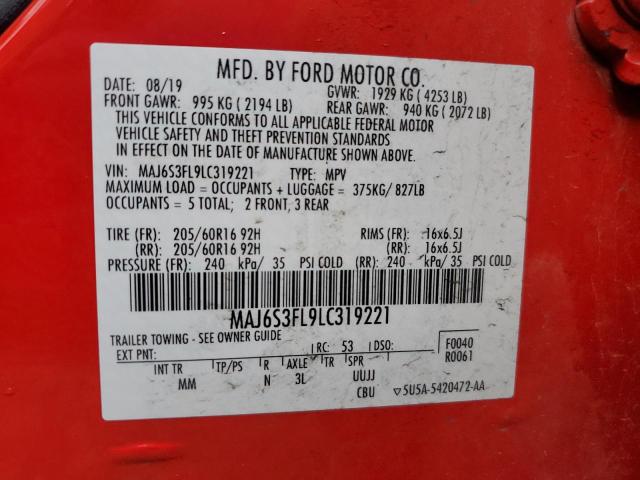 MFD. BY FORD MOTOR CO.
DATE: 08/19 GVWR: 1929 KG ( 4253 LB)
FRONT GAWR: 995 KG ( 2194 LB) REAR GAWR: 940 KG ( 2072 LB)
THIS VEHICLE CONFORMS TO ALL APPLICABLE FEDERAL MOTOR
VEHICLE SAFETY AND THEFT PREVENTION STANDARDS
IN EFFECT ON THE DATE OF MANUFACTURE SHOWN ABOVE.
VIN: MAJ6S3FL9LC319221 TYPE: MPV
MAXIMUM LOAD = OCCUPANTS + LUGGAGE = 375KG/ 827LB
OCCUPANTS = 5 TOTAL; 2 FRONT, 3 REAR
TIRE (FR): 205/60R16 92H RIMS (FR): 16x6.5J
(RR): 205/60R16 92H (RR): 16x6.5J
PRESSURE (FR): 240 kPa/ 35 PSI COLD (RR): 240 kPa/ 35 PSI COLD
MAJ6S3FL9LC319221
TRAILER TOWING - SEE OWNER GUIDE
EXT PNT: RC: 53 DSO: F0040
R0061
INT TR TP/PS R AXLE TR SPR
MM N 3L UUJJ
CBU ▽5U5A-5420472-AA